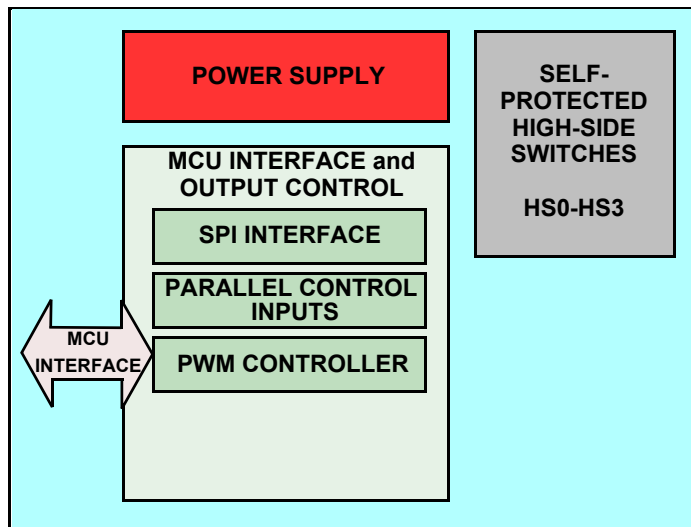 POWER SUPPLY
SELF-
PROTECTED
HIGH-SIDE
SWITCHES
HS0-HS3
MCU INTERFACE and
OUTPUT CONTROL
SPI INTERFACE
PARALLEL CONTROL
INPUTS
PWM CONTROLLER
MCU
INTERFACE